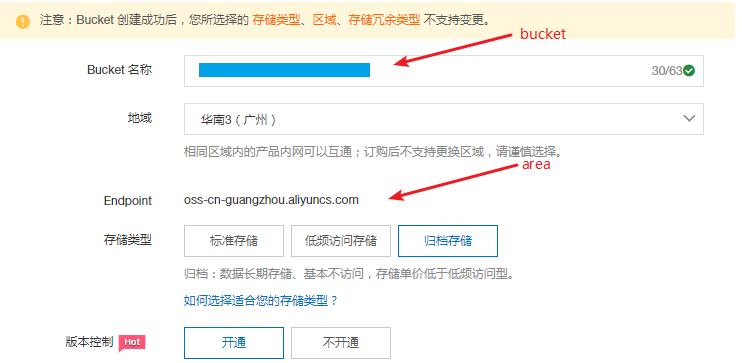 注意：Bucket 创建成功后，您所选择的 存储类型、区域、存储冗余类型 不支持变更。
bucket
Bucket 名称
30/63
地域
华南3（广州）
相同区域内的产品内网可以互通；订购后不支持更换区域，请谨慎选择。
area
Endpoint
oss-cn-guangzhou.aliyuncs.com
存储类型
标准存储
低频访问存储
归档存储
归档：数据长期存储、基本不访问，存储单价低于低频访问型。
如何选择适合您的存储类型？
版本控制
Hot
开通
不开通